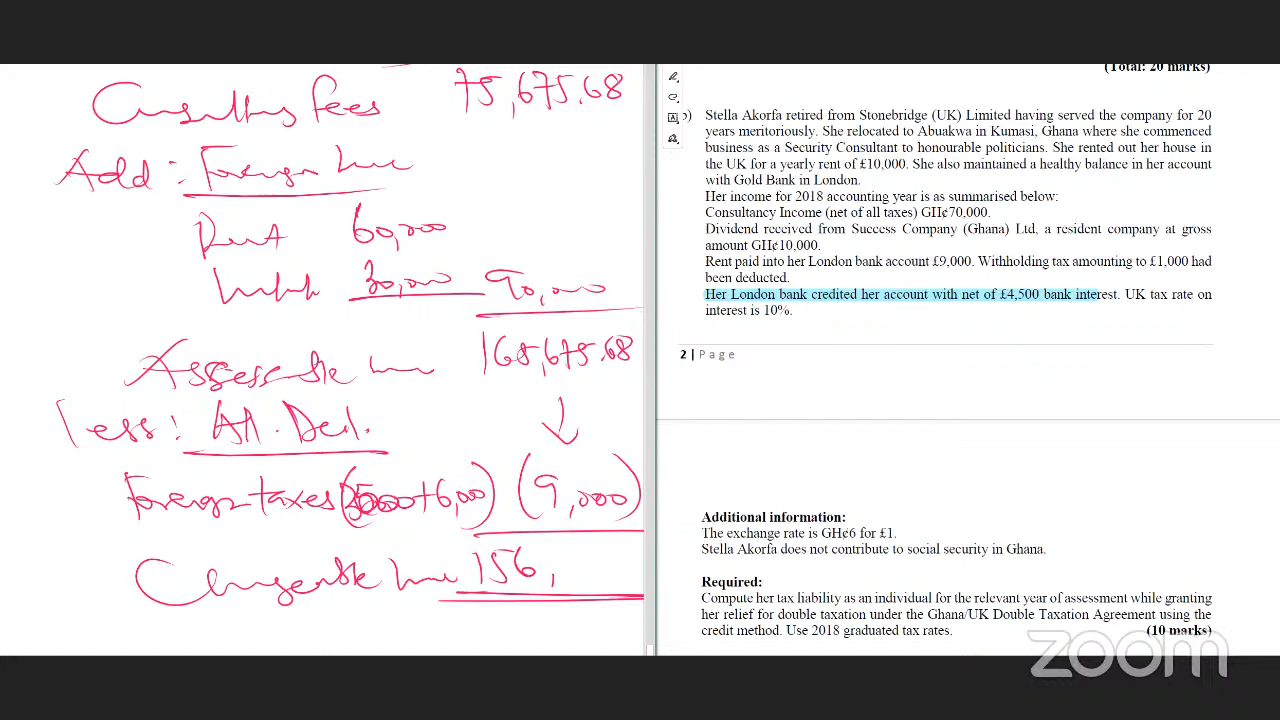 Consulting fees 75,675.68
Add: Foreign Inc
Rent 60,000
30,000 90,000
Assessable Inc 165,675.68
less: All. Ded.
Foreign taxes +6,000) (9,000)
Chargeable Inc 156,
(Total: 20 marks)
Stella Akorfa retired from Stonebridge (UK) Limited having served the company for 20
years meritoriously. She relocated to Abuakwa in Kumasi, Ghana where she commenced
business as a Security Consultant to honourable politicians. She rented out her house in
the UK for a yearly rent of £10,000. She also maintained a healthy balance in her account
with Gold Bank in London.
Her income for 2018 accounting year is as summarised below:
Consultancy Income (net of all taxes) GH¢70,000.
Dividend received from Success Company (Ghana) Ltd, a resident company at gross
amount GH¢10,000.
Rent paid into her London bank account £9,000. Withholding tax amounting to £1,000 had
been deducted.
Her London bank credited her account with net of £4,500 bank interest. UK tax rate on
interest is 10%.
2 | Page
Additional information:
The exchange rate is GH¢6 for £1.
Stella Akorfa does not contribute to social security in Ghana.
Required:
Compute her tax liability as an individual for the relevant year of assessment while granting
her relief for double taxation under the Ghana/UK Double Taxation Agreement using the
credit method. Use 2018 graduated tax rates. (10 marks)
zoom